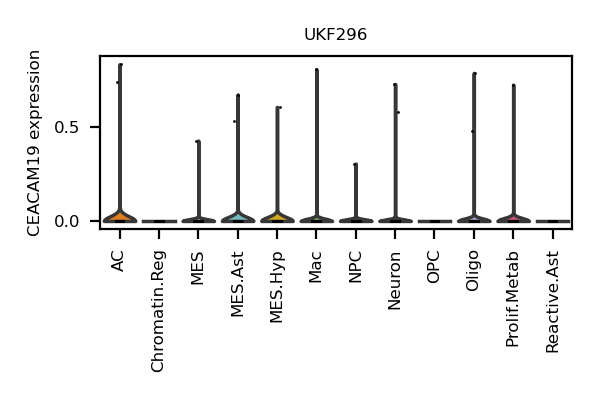 UKF296
CEACAM19 expression
0.5
0.0
AC
Chromatin.Reg
MES
MES.Ast
MES.Hyp
Mac
NPC
Neuron
OPC
Oligo
Prolif.Metab
Reactive.Ast